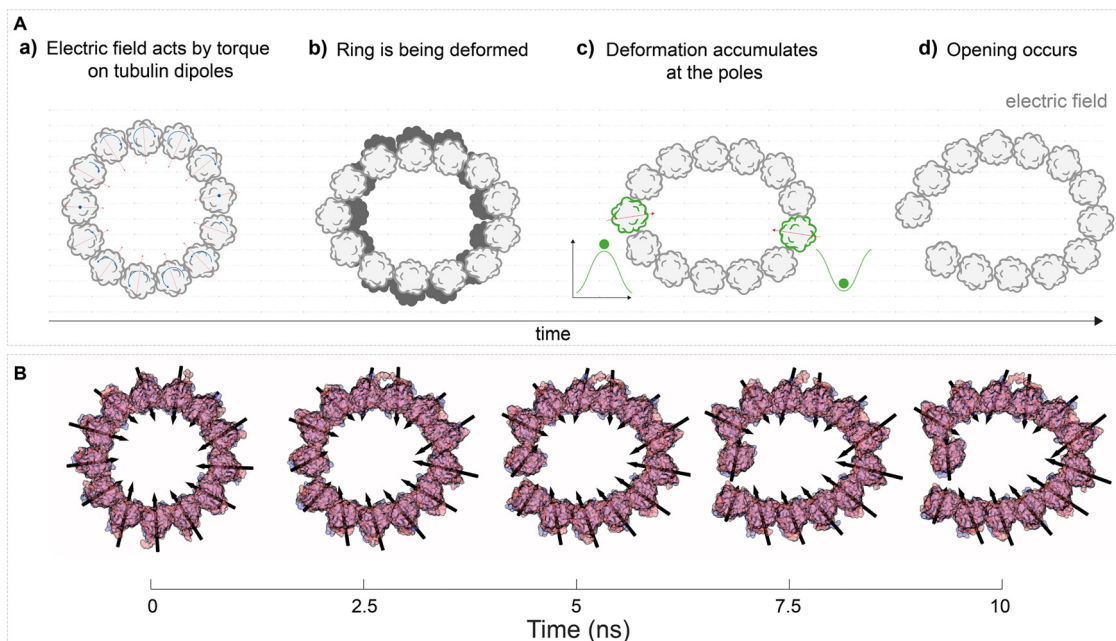 A
a) Electric field acts by torque
on tubulin dipoles
b) Ring is being deformed
c) Deformation accumulates
at the poles
d) Opening occurs
electric field
time
B
0
2.5
5
7.5
10
Time (ns)